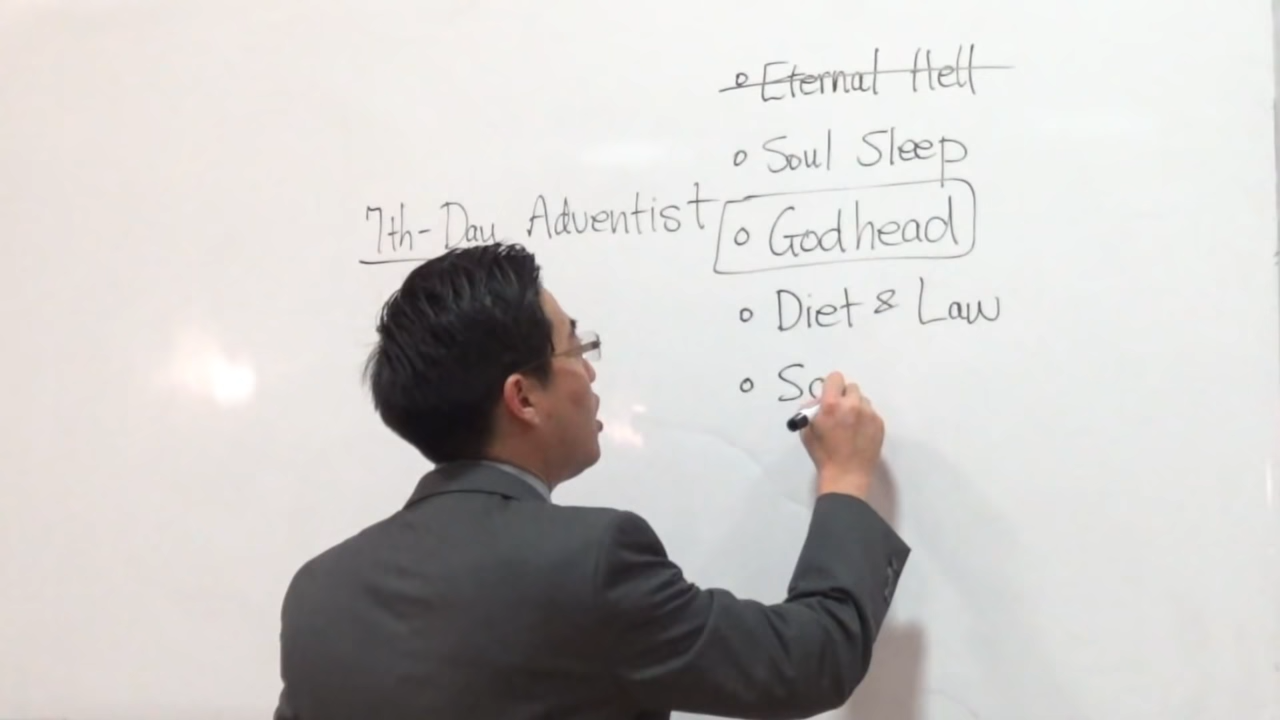 Eternal Hell
Soul Sleep
7th-Day Adventist
Godhead
Diet & Law